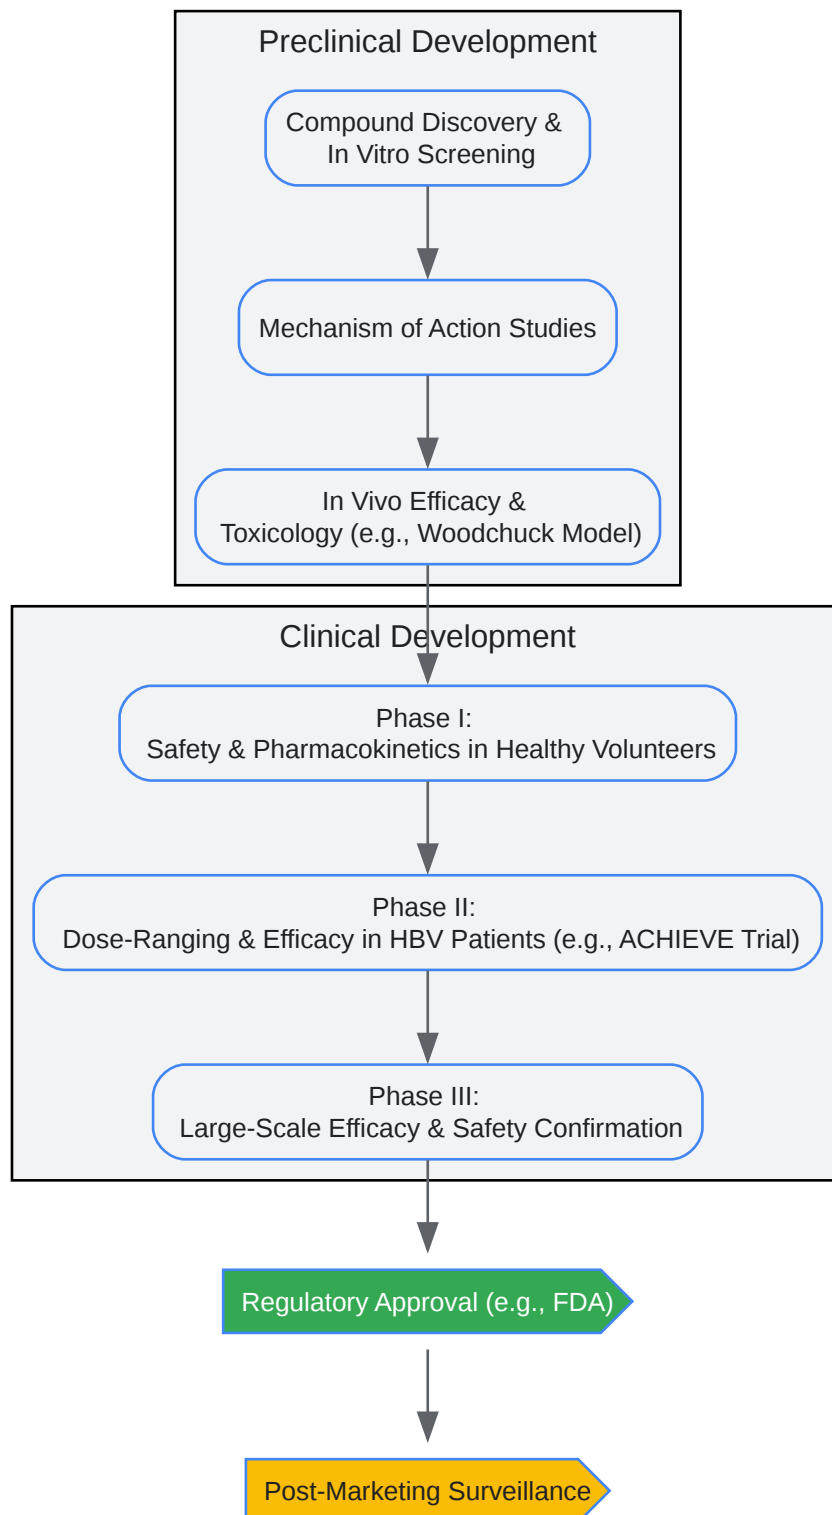 Preclinical Development
Compound Discovery &
In Vitro Screening
Mechanism of Action Studies
In Vivo Efficacy &
Toxicology (e.g., Woodchuck Model)
Clinical Development
Phase I:
Safety & Pharmacokinetics in Healthy Volunteers
Phase II:
Dose-Ranging & Efficacy in HBV Patients (e.g., ACHIEVE Trial)
Phase III:
Large-Scale Efficacy & Safety Confirmation
Regulatory Approval (e.g., FDA)
Post-Marketing Surveillance